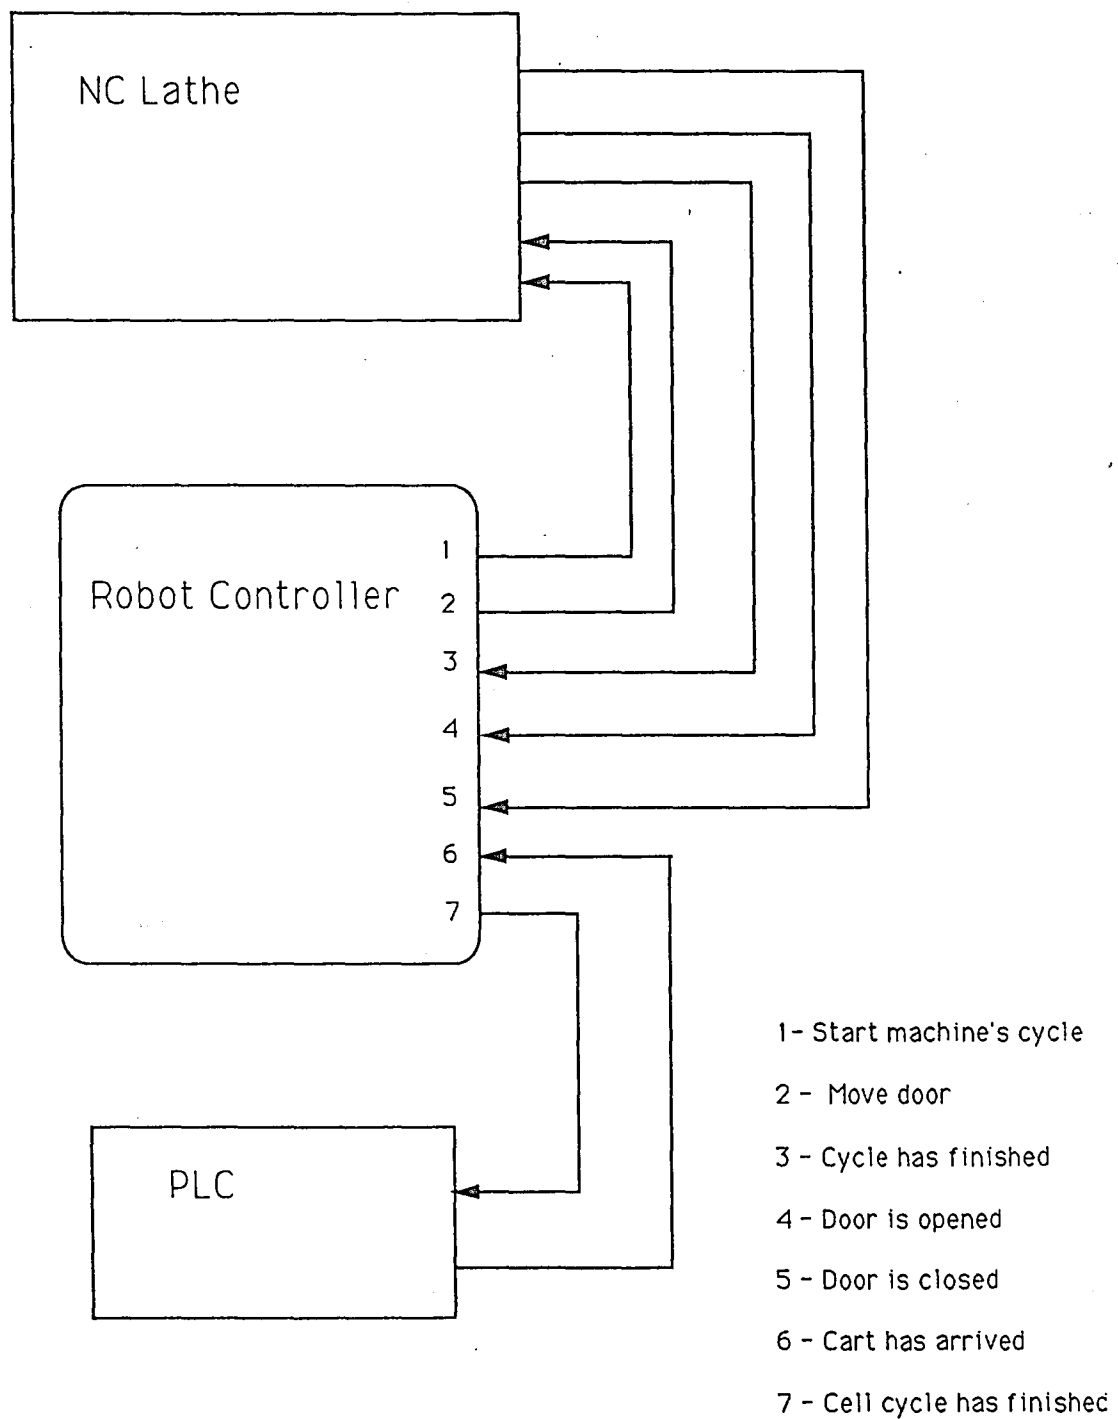 NC Lathe
Robot Controller
1
2
3
4
5
6
7
PLC
1- Start machine's cycle
2 - Move door
3 - Cycle has finished
4 - Door is opened
5 - Door is closed
6 - Cart has arrived
7 - Cell cycle has finished